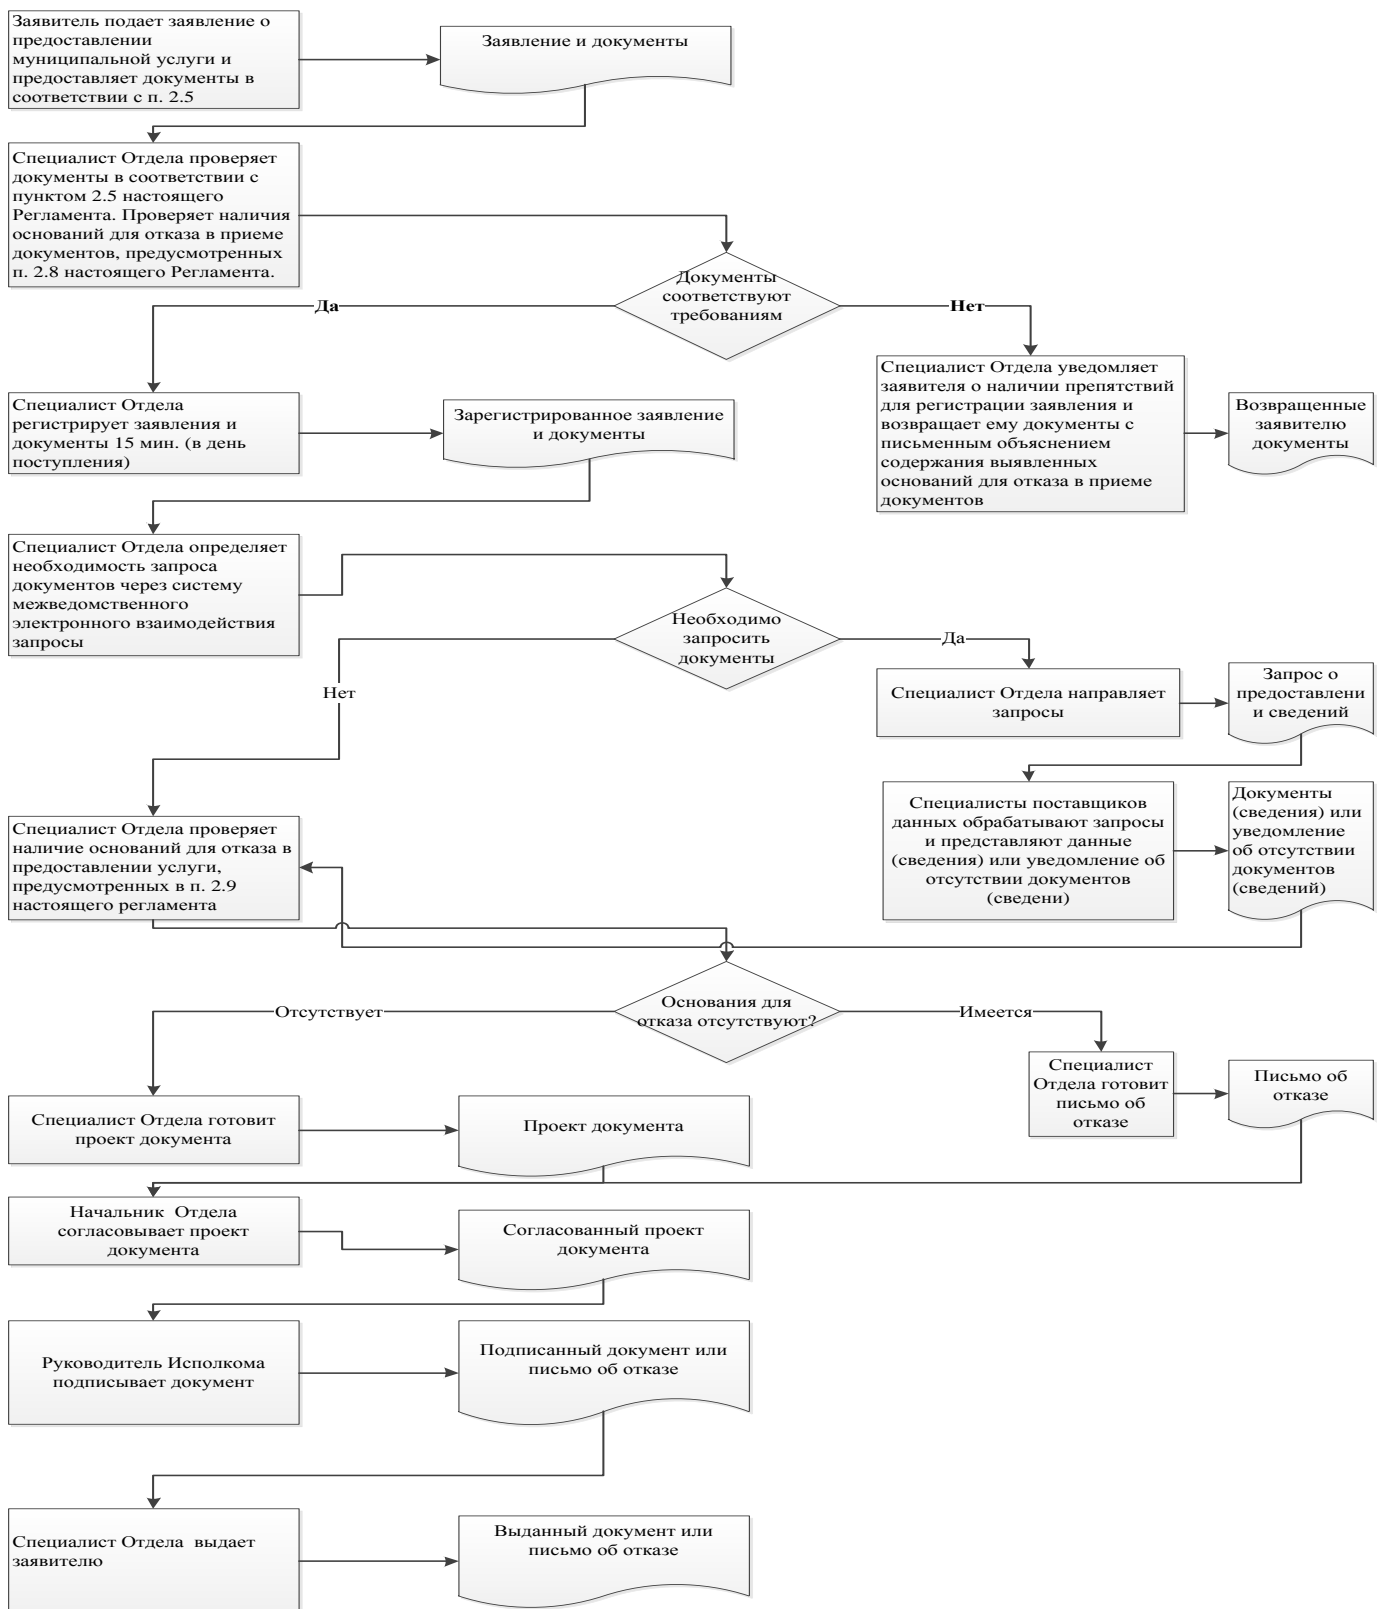 Заявитель подает заявление о
предоставлении
муниципальной услуги и
предоставляет документы в
соответствии с п. 2.5
Заявление и документы
Специалист Отдела проверяет
документы в соответствии с
пунктом 2.5 настоящего
Регламента. Проверяет наличия
оснований для отказа в приеме
документов, предусмотренных
п. 2.8 настоящего Регламента.
Документы
соответствуют
требованиям
Да
Нет
Специалист Отдела
регистрирует заявления и
документы 15 мин. (в день
поступления)
Зарегистрированное заявление
и документы
Специалист Отдела уведомляет
заявителя о наличии препятствий
для регистрации заявления и
возвращает ему документы с
письменным объяснением
содержания выявленных
оснований для отказа в приеме
документов
Возвращенные
заявителю
документы
Специалист Отдела определяет
необходимость запроса
документов через систему
межведомственного
электронного взаимодействия
запросы
Необходимо
запросить
документы
Да
Нет
Специалист Отдела направляет
запросы
Запрос о
предоставлени
и сведений
Специалисты поставщиков
данных обрабатывают запросы
и представляют данные
(сведения) или уведомление об
отсутствии документов
(сведени)
Документы
(сведения) или
уведомление
об отсутствии
документов
(сведений)
Специалист Отдела проверяет
наличие оснований для отказа в
предоставлении услуги,
предусмотренных в п. 2.9
настоящего регламента
Основания для
отказа отсутствуют?
Отсутствует
Имеется
Специалист
Отдела готовит
письмо об
отказе
Письмо об
отказе
Специалист Отдела готовит
проект документа
Проект документа
Начальник  Отдела
согласовывает проект
документа
Согласованный проект
документа
Руководитель Исполкома
подписывает документ
Подписанный документ или
письмо об отказе
Специалист Отдела  выдает
заявителю
Выданный документ или
письмо об отказе